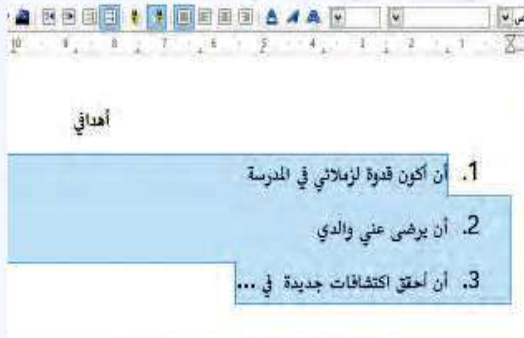 أهدافي
1. أن أكون قدوة لزملائي في المدرسة
2. أن يرضى عني والدي
3. أن أحقق اكتشافات جديدة في ...